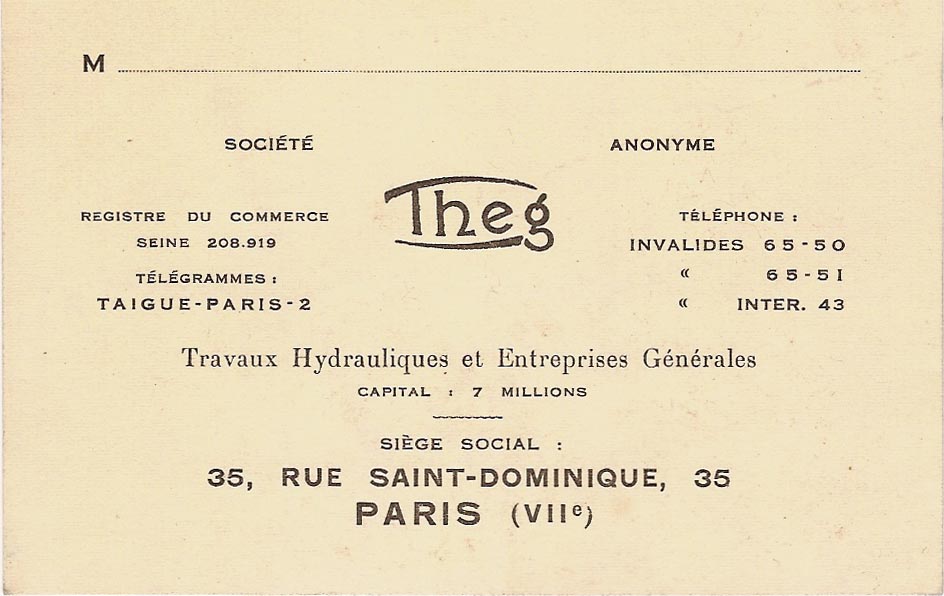 M
SOCIÉTÉ ANONYME
Theg
REGISTRE DU COMMERCE
SEINE 208.919
TÉLÉGRAMMES :
TAIGUE-PARIS-2
TÉLÉPHONE :
INVALIDES 65-50
« 65-51
« INTER. 43
Travaux Hydrauliques et Entreprises Générales
CAPITAL : 7 MILLIONS
SIÈGE SOCIAL :
35, RUE SAINT-DOMINIQUE, 35
PARIS (VIIe)